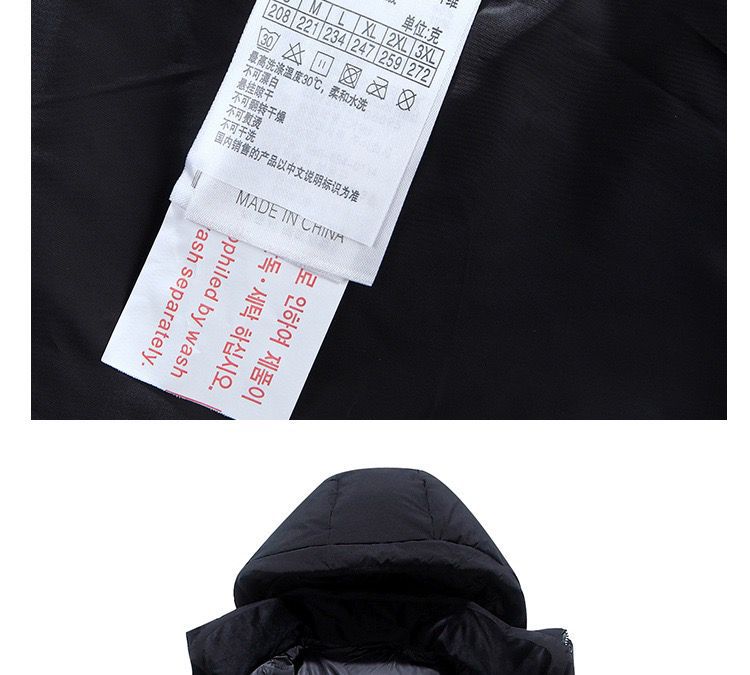 单位:克
M L XL 2XL 3XL
208 221 234 247 259 272
30
最高洗涤温度30℃，柔和水洗
不可漂白
悬挂晾干
不可翻转干燥
不可熨烫
不可干洗
国内销售的产品以中文说明标识为准
MADE IN CHINA
로 인하여 제품이
독·세탁 하십시오.
ophiled by wash
wash separately.